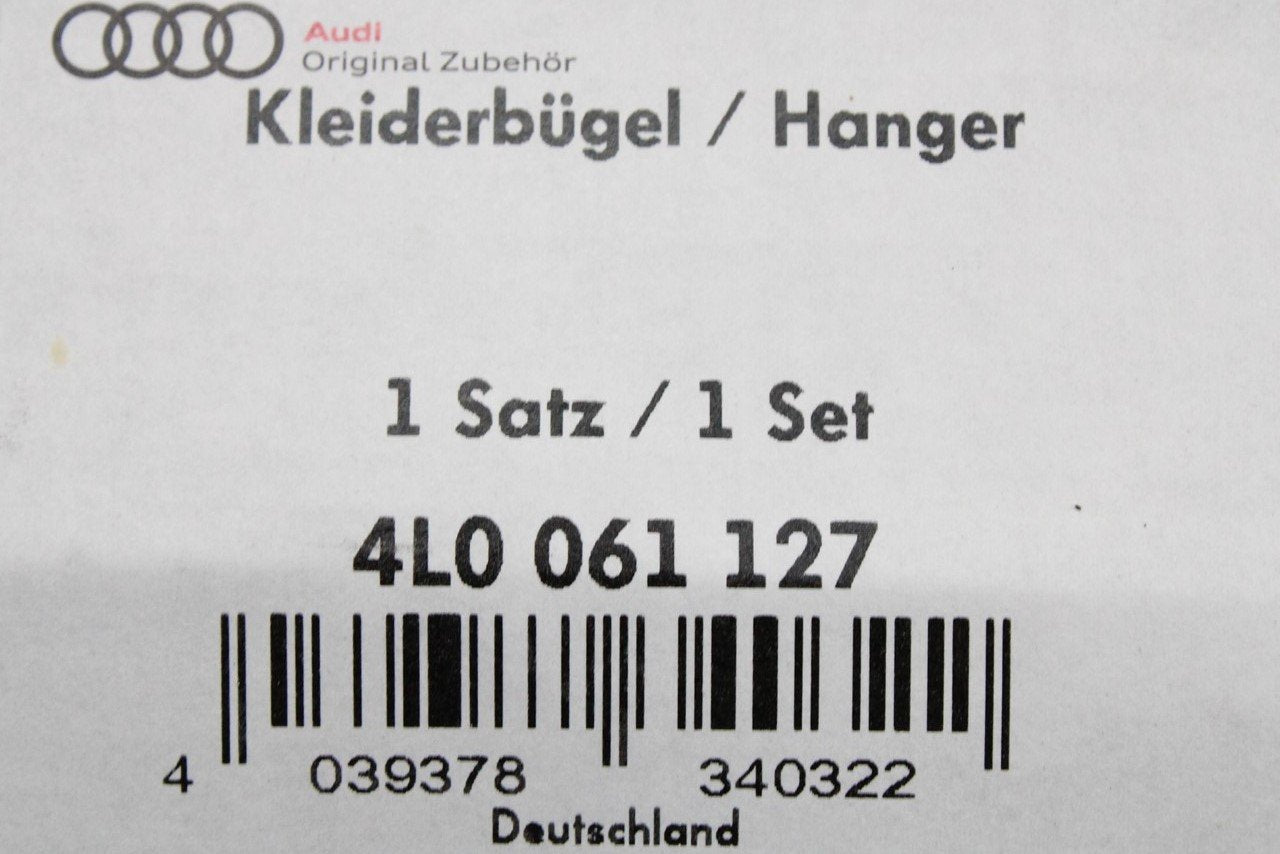 Audi
Original Zubehör
Kleiderbügel / Hanger
1 Satz / 1 Set
4L0 061 127
4 039378 340322
Deutschland